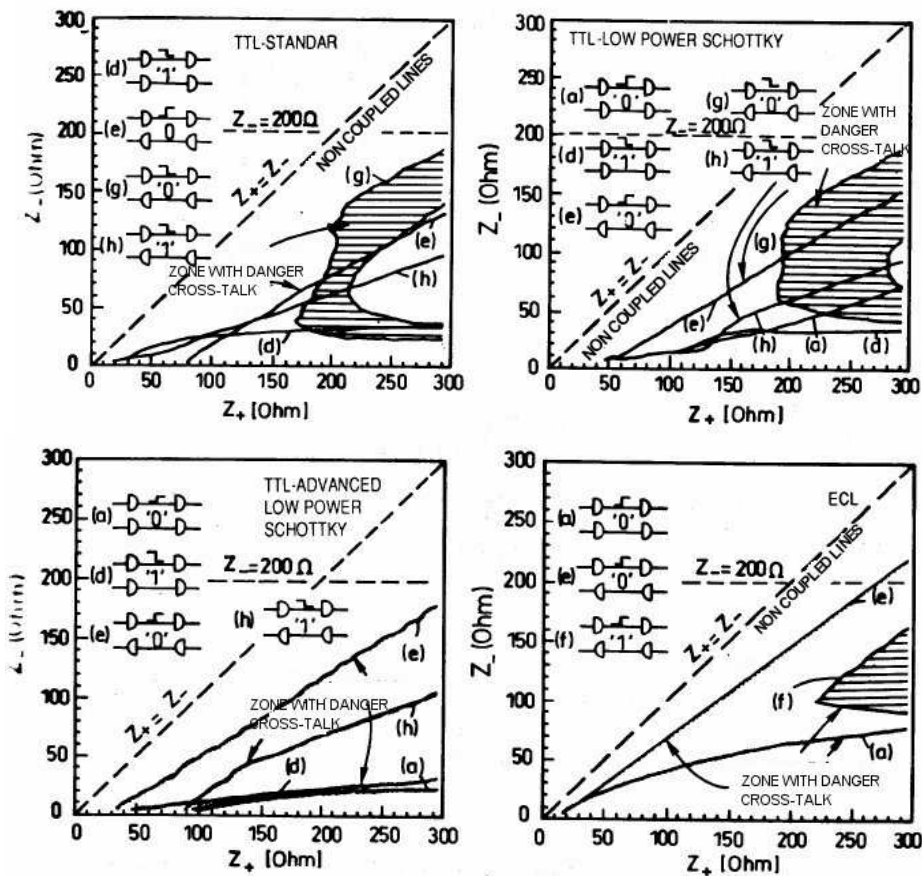 TTL-STANDAR
(d) '1'
(e) 0
(g) '0'
(h) '1'
Z_ = 200Ω
Z+ = Z-
NON COUPLED LINES
(g)
(e)
(h)
(d)
ZONE WITH DANGER
CROSS-TALK
Z_ (Ohm)
300
250
200
150
100
50
0
0 50 100 150 200 250 300
Z+ [Ohm]
TTL-LOW POWER SCHOTTKY
(a) '0'
(g) '0'
(d) '1'
(h) '1'
(e) '0'
Z_ = 200Ω
ZONE WITH
DANGER
CROSS-TALK
Z+ = Z-
NON COUPLED LINES
(g)
(e)
(h)
(a)
(d)
Z_ (Ohm)
300
250
200
150
100
50
0
0 50 100 150 200 250 300
Z+ [Ohm]
TTL-ADVANCED
LOW POWER
SCHOTTKY
(a) '0'
(d) '1'
(e) '0'
(h) '1'
Z_ = 200Ω
Z+ = Z-
(e)
ZONE WITH DANGER
CROSS-TALK
(h)
(d)
(a)
Z_ (Ohm)
300
250
200
150
100
50
0
0 50 100 150 200 250 300
Z+ [Ohm]
ECL
(a) '0'
(e) '0'
(f) '1'
Z_ = 200Ω
Z+ = Z-
NON COUPLED LINES
(e)
(f)
(a)
ZONE WITH DANGER
CROSS-TALK
Z_ (Ohm)
300
250
200
150
100
50
0
0 50 100 150 200 250 300
Z+ [Ohm]